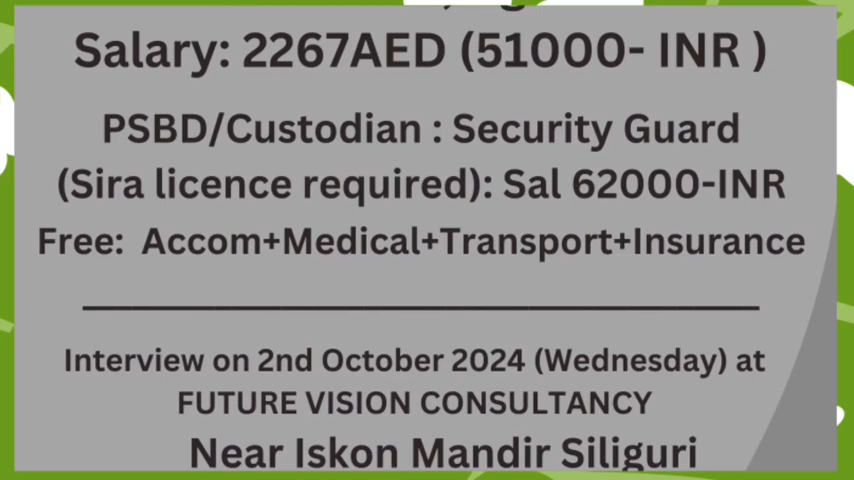 Salary: 2267AED (51000- INR )
PSBD/Custodian : Security Guard
(Sira licence required): Sal 62000-INR
Free: Accom+Medical+Transport+Insurance
Interview on 2nd October 2024 (Wednesday) at
FUTURE VISION CONSULTANCY
Near Iskon Mandir Siliguri